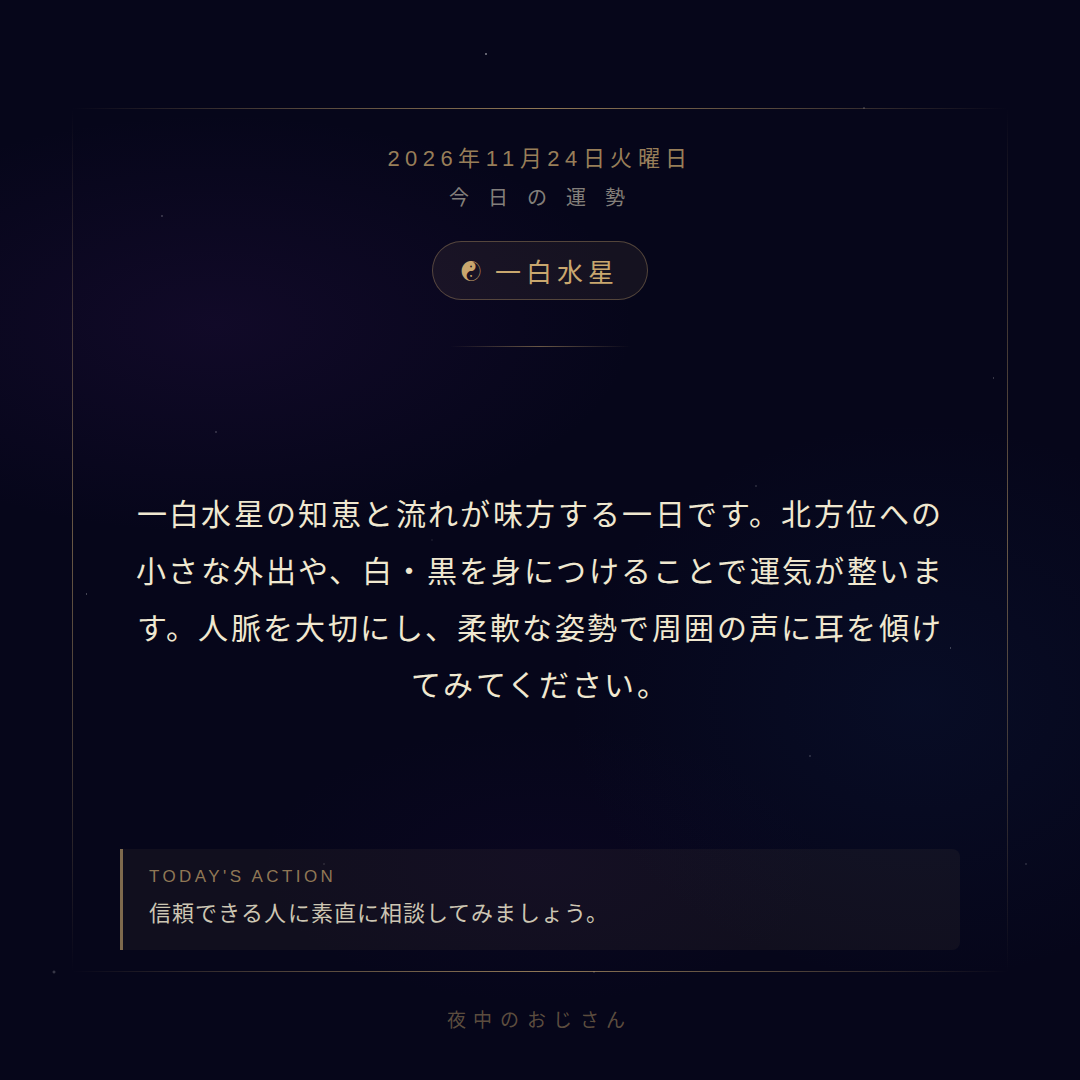 2026年11月24日火曜日
今日の運勢
☯ 一白水星
一白水星の知恵と流れが味方する一日です。北方位への
小さな外出や、白・黒を身につけることで運気が整いま
す。人脈を大切にし、柔軟な姿勢で周囲の声に耳を傾け
てみてください。
TODAY'S ACTION
信頼できる人に素直に相談してみましょう。
夜中のおじさん